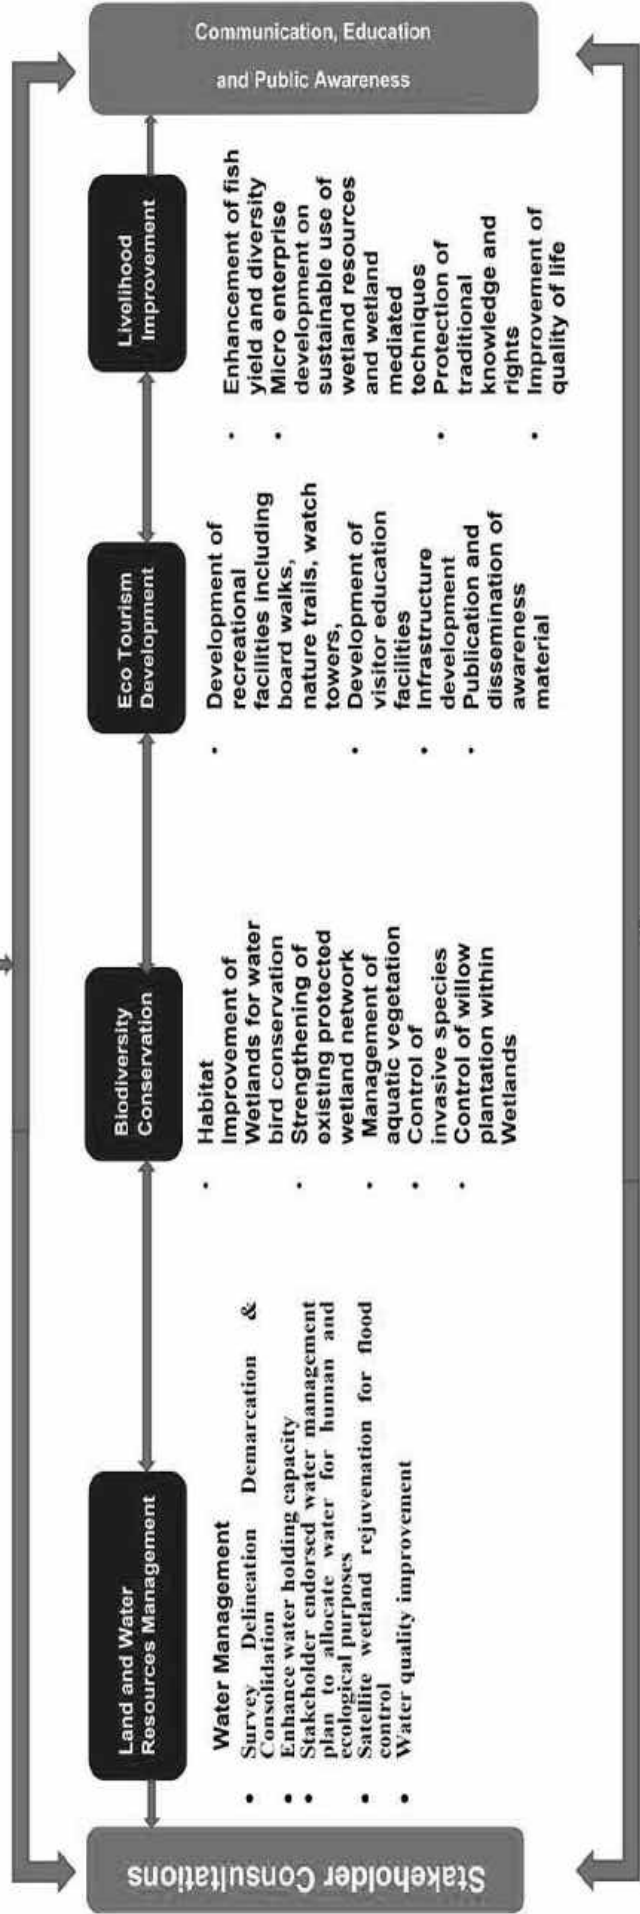 Stakeholder Consultations
Land and Water
Resources Management
Water Management
• Survey Delineation Demarcation &
Consolidation
• Enhance water holding capacity
• Stakeholder endorsed water management
plan to allocate water for human and
ecological purposes
• Satellite wetland rejuvenation for flood
control
• Water quality improvement
Biodiversity
Conservation
• Habitat
Improvement of
Wetlands for water
bird conservation
• Strengthening of
existing protected
wetland network
• Management of
aquatic vegetation
• Control of
invasive species
• Control of willow
plantation within
Wetlands
Eco Tourism
Development
• Development of
recreational
facilities including
board walks,
nature trails, watch
towers,
• Development of
visitor education
facilities
• Infrastructure
development
• Publication and
dissemination of
awareness
material
Livelihood
Improvement
• Enhancement of fish
yield and diversity
• Micro enterprise
development on
sustainable use of
wetland resources
and wetland
mediated
techniques
• Protection of
traditional
knowledge and
rights
• Improvement of
quality of life
Communication, Education
and Public Awareness